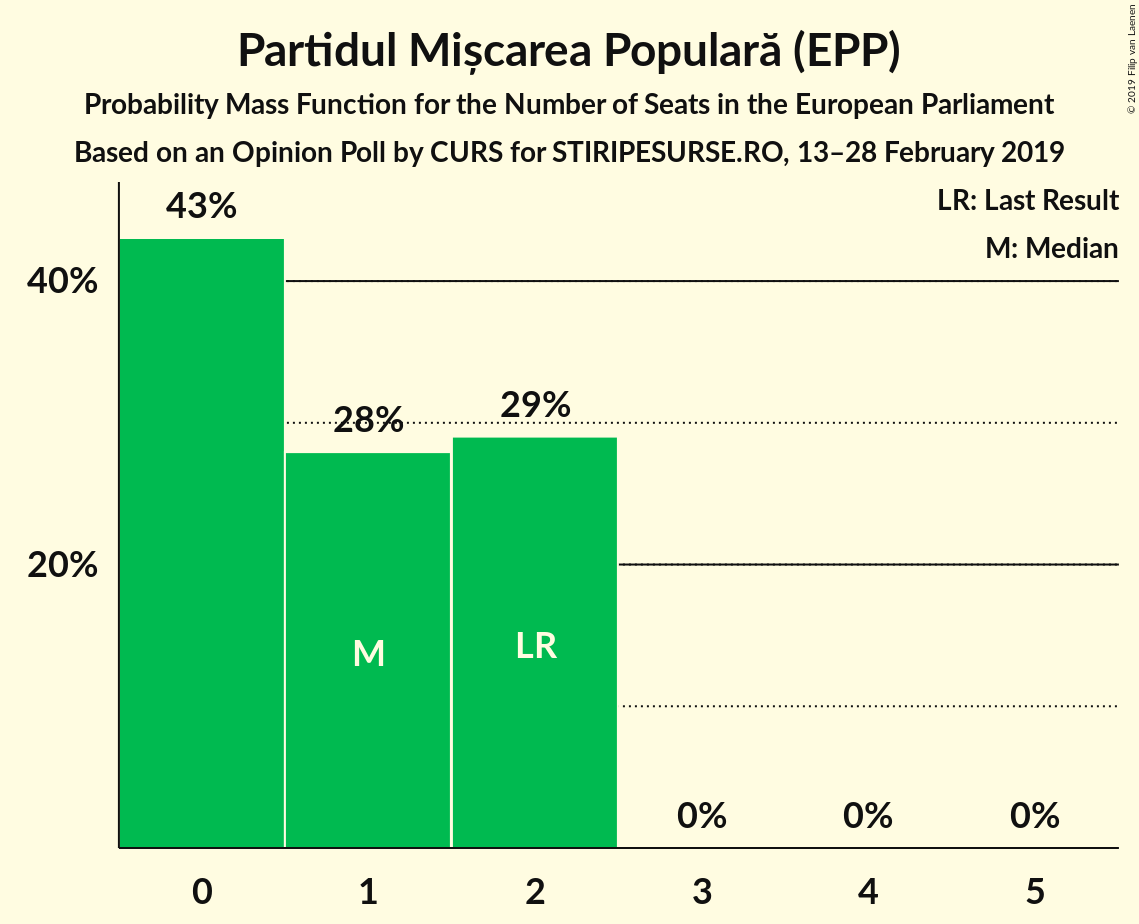 Partidul Mișcarea Populară (EPP)
Probability Mass Function for the Number of Seats in the European Parliament
Based on an Opinion Poll by CURS for STIRIPESURSE.RO, 13–28 February 2019
© 2019 Filip van Laenen
LR: Last Result
M: Median
43%
40%
28%
29%
20%
M
LR
0%
0%
0%
0
1
2
3
4
5